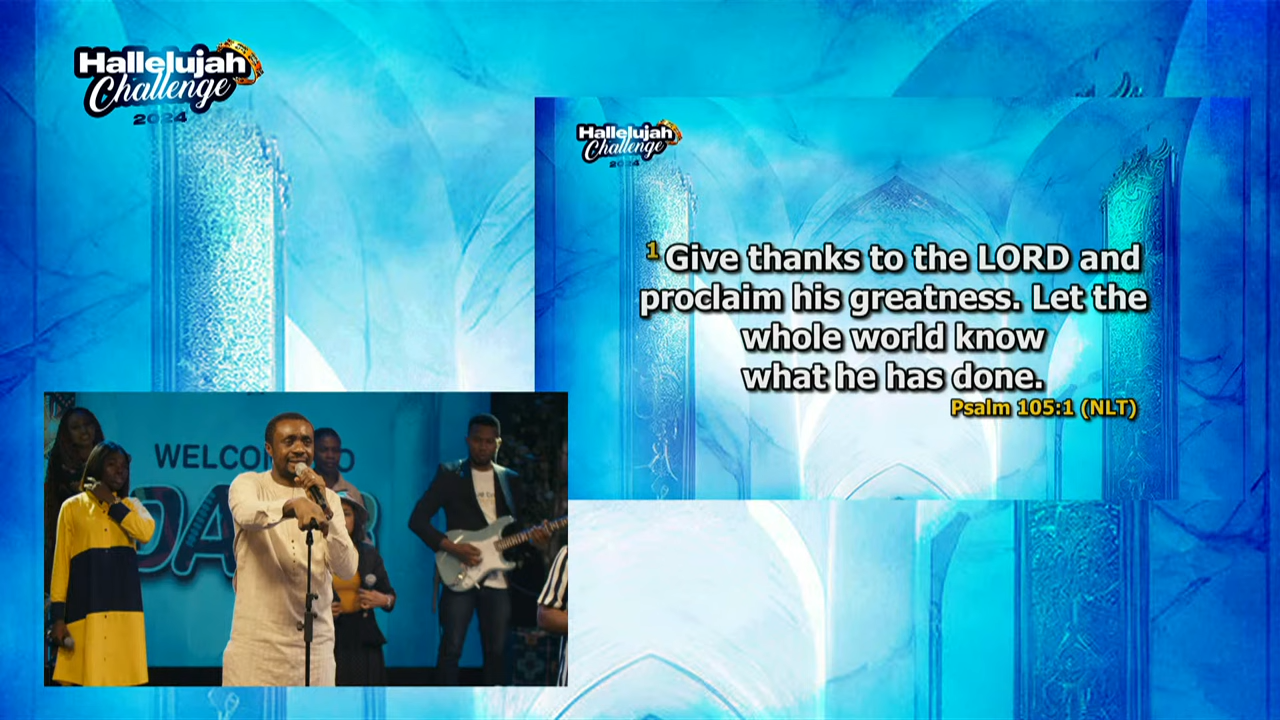 Hallelujah
Challenge
2024
Hallelujah
Challenge
2024
1 Give thanks to the LORD and
proclaim his greatness. Let the
whole world know
what he has done.
Psalm 105:1 (NLT)